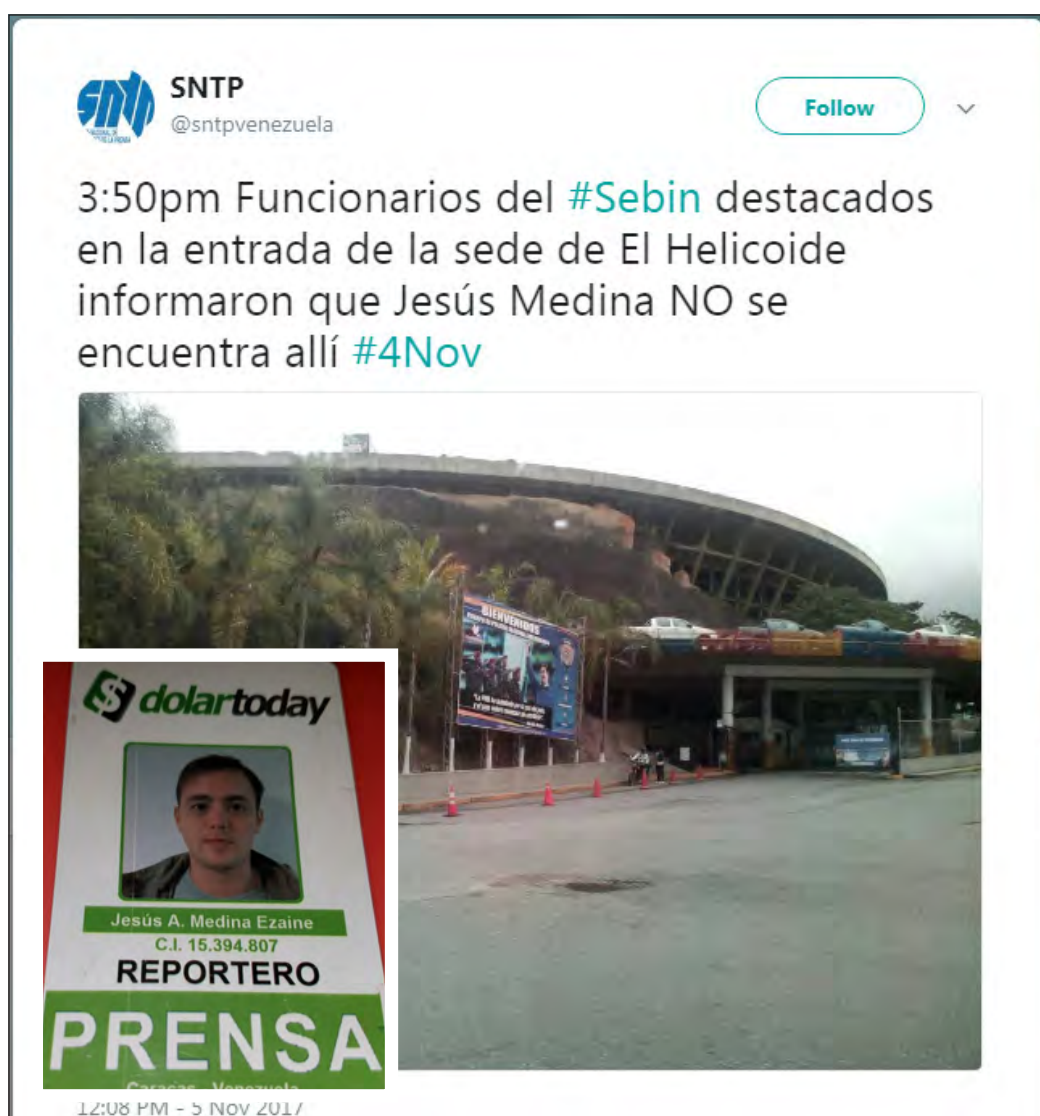 SNTP
@sntpvenezuela
Follow
3:50pm Funcionarios del #Sebin destacados
en la entrada de la sede de El Helicoide
informaron que Jesús Medina NO se
encuentra allí #4Nov
BIENVENIDOS
dolartoday
Jesús A. Medina Ezaine
C.I. 15.394.807
REPORTERO
PRENSA
Caracas - Venezuela
12:08 PM - 5 Nov 2017